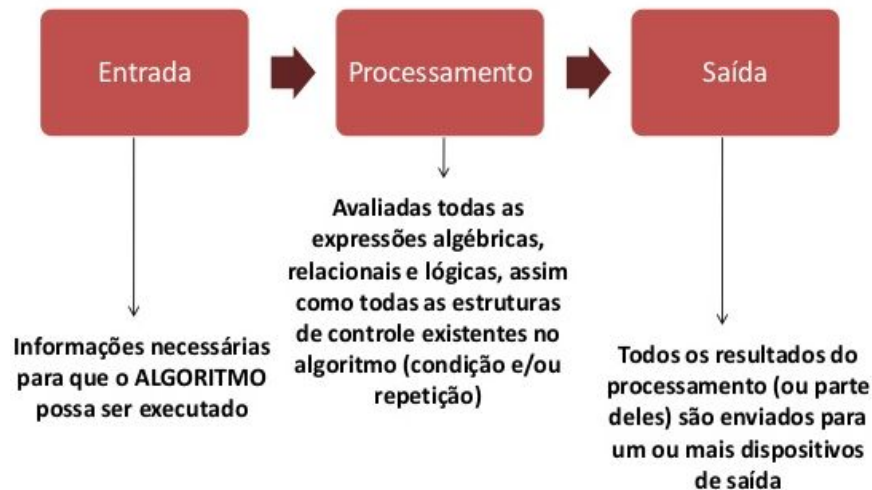 Entrada
Processamento
Saída
Informações necessárias
para que o ALGORITMO
possa ser executado
Avaliadas todas as
expressões algébricas,
relacionais e lógicas, assim
como todas as estruturas
de controle existentes no
algoritmo (condição e/ou
repetição)
Todos os resultados do
processamento (ou parte
deles) são enviados para
um ou mais dispositivos
de saída